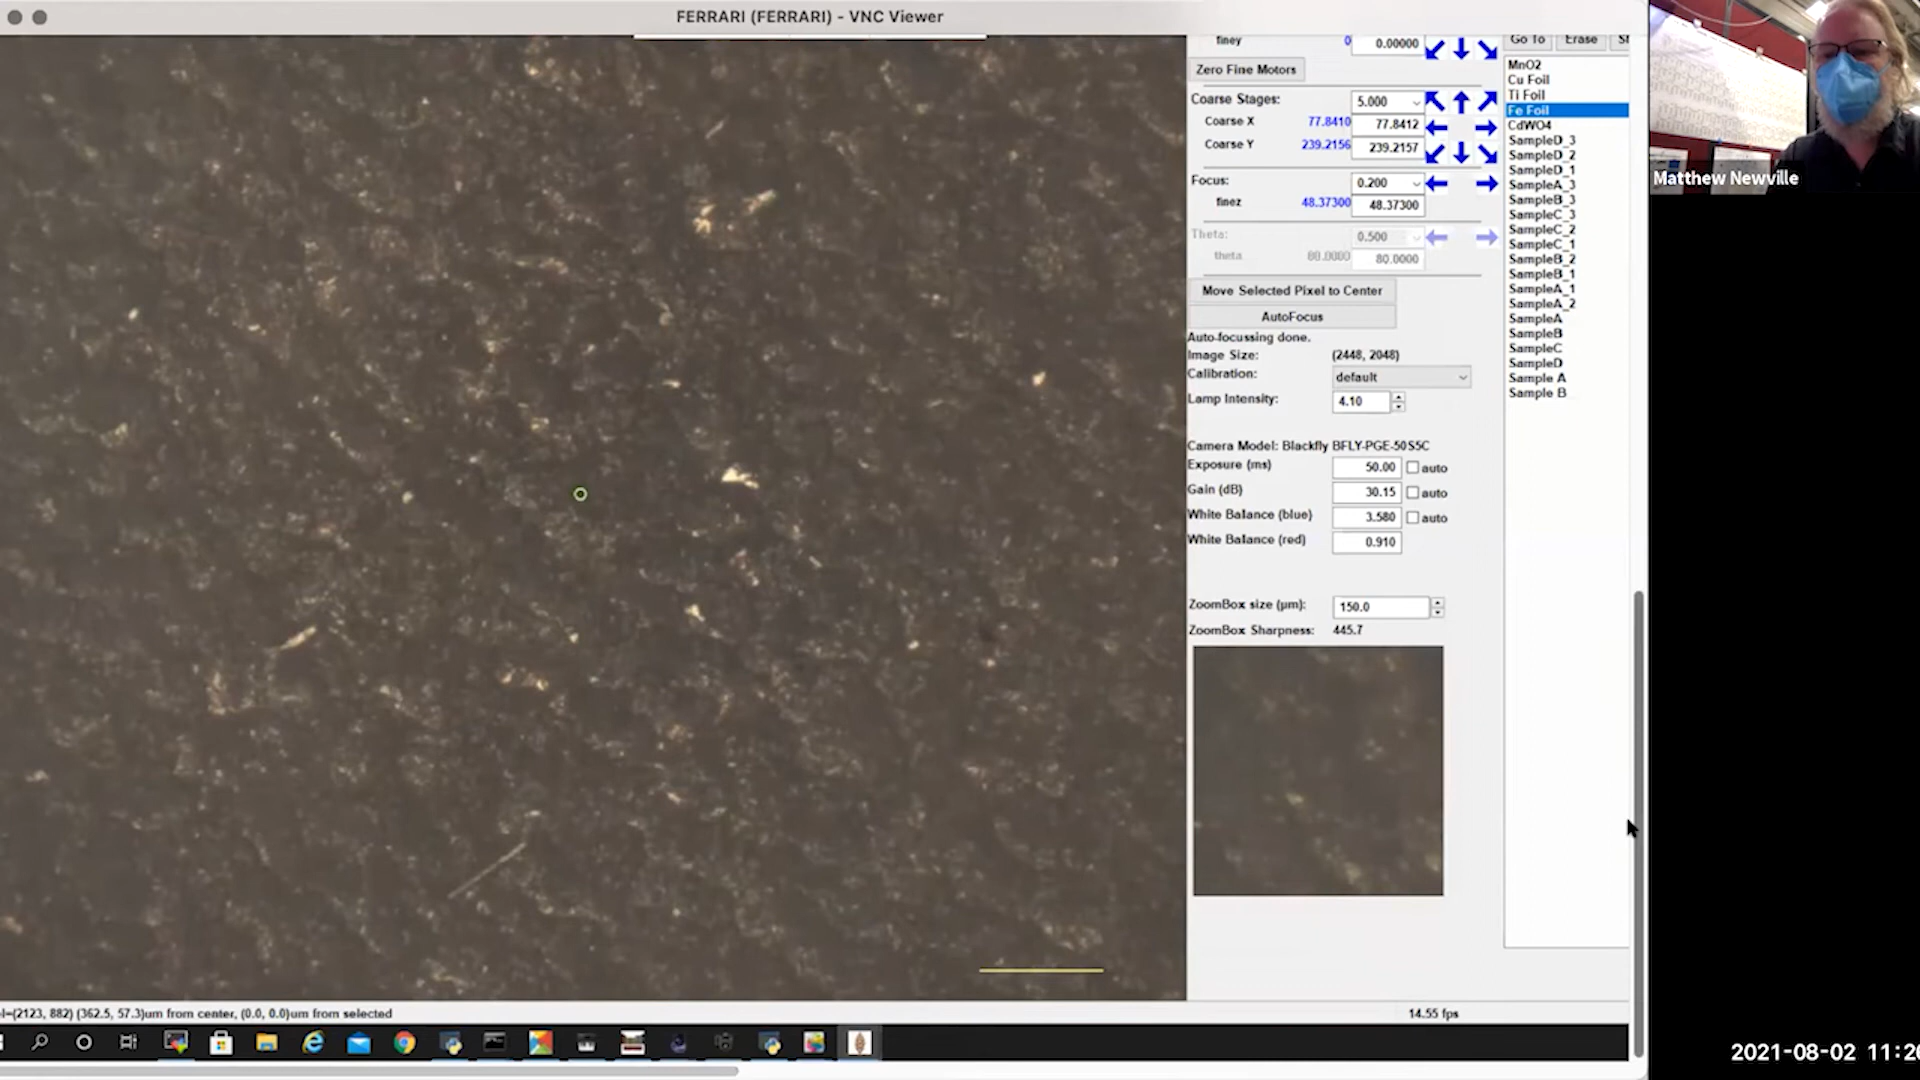 FERRARI (FERRARI) - VNC Viewer
finey 0 0.00000
Zero Fine Motors
Coarse Stages: 5.000
Coarse X 77.8410 77.8412
Coarse Y 239.2156 239.2157
Focus: 0.200
finez 48.37300 48.37300
Theta: 0.500
theta 80.0000 80.0000
Move Selected Pixel to Center
AutoFocus
Auto-focussing done.
Image Size: (2448, 2048)
Calibration: default
Lamp Intensity: 4.10
Camera Model: Blackfly BFLY-PGE-50S5C
Exposure (ms) 50.00 auto
Gain (dB) 30.15 auto
White Balance (blue) 3.580 auto
White Balance (red) 0.910
ZoomBox size (µm): 150.0
ZoomBox Sharpness: 445.7
Go To Erase
MnO2
Cu Foil
Ti Foil
Fe Foil
CdWO4
SampleD_3
SampleD_2
SampleD_1
SampleA_3
SampleB_3
SampleC_3
SampleC_2
SampleC_1
SampleB_2
SampleB_1
SampleA_1
SampleA_2
SampleA
SampleB
SampleC
SampleD
Sample A
Sample B
Matthew Newville
el=(2123, 882) (362.5, 57.3)um from center, (0.0, 0.0)um from selected
14.55 fps
2021-08-02 11:20